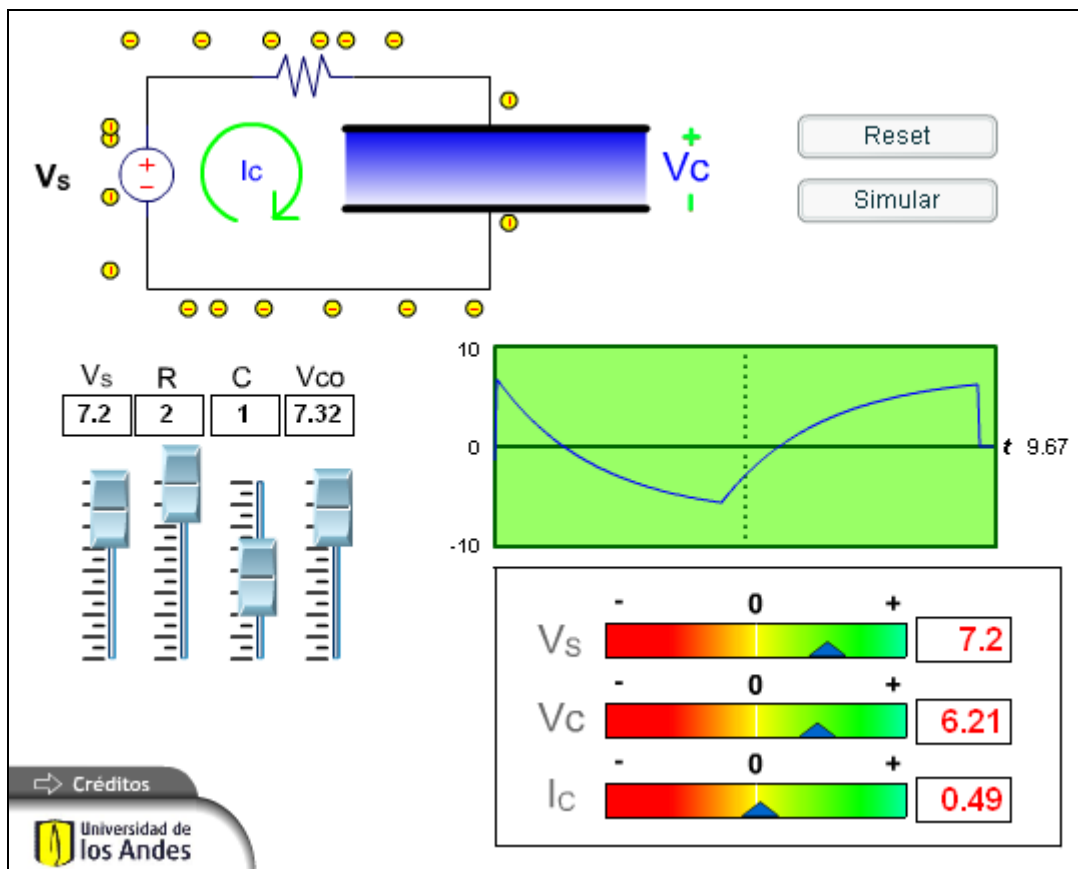 Vs
Ic
+
Vc
-
+
-
Reset
Simular
Vs R C Vco
7.2 2 1 7.32
10
0
-10
t 9.67
- 0 +
Vs 7.2
- 0 +
Vc 6.21
- 0 +
Ic 0.49
Créditos
Universidad de
los Andes